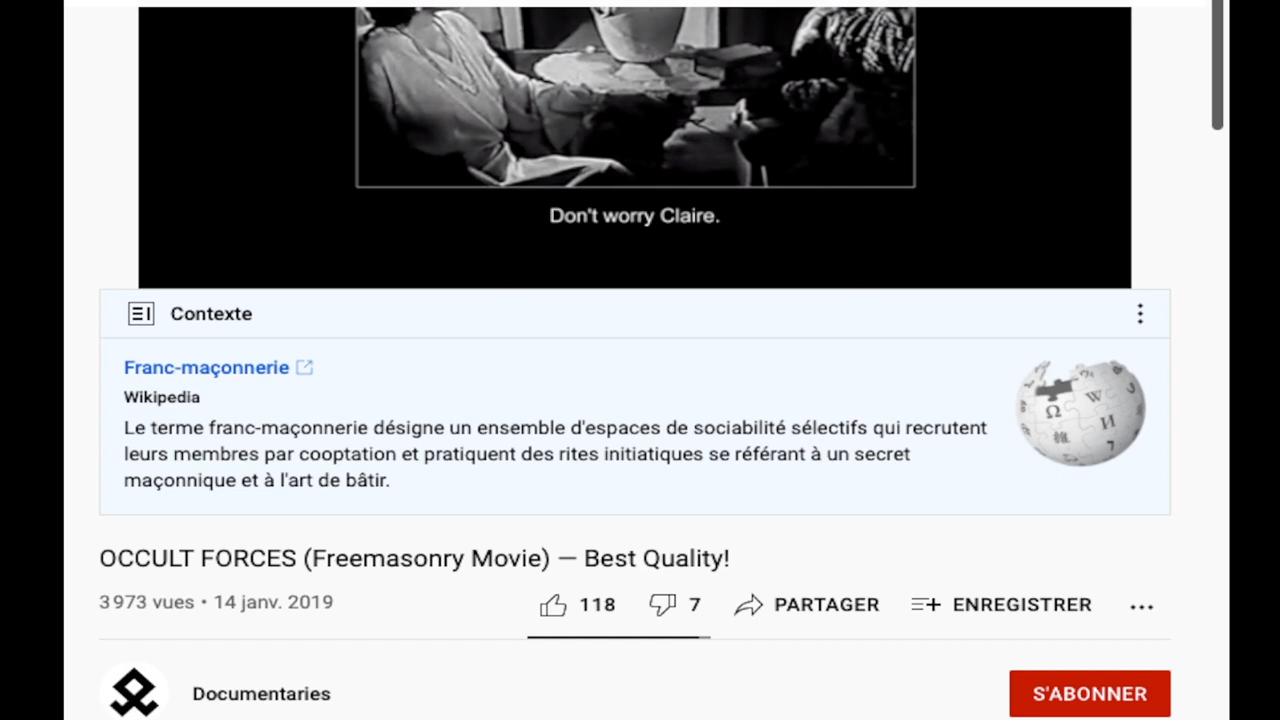 Don't worry Claire.
Contexte
Franc-maçonnerie
Wikipedia
Le terme franc-maçonnerie désigne un ensemble d'espaces de sociabilité sélectifs qui recrutent
leurs membres par cooptation et pratiquent des rites initiatiques se référant à un secret
maçonnique et à l'art de bâtir.
OCCULT FORCES (Freemasonry Movie) — Best Quality!
3 973 vues • 14 janv. 2019
118 7 PARTAGER ENREGISTRER
Documentaries
S'ABONNER